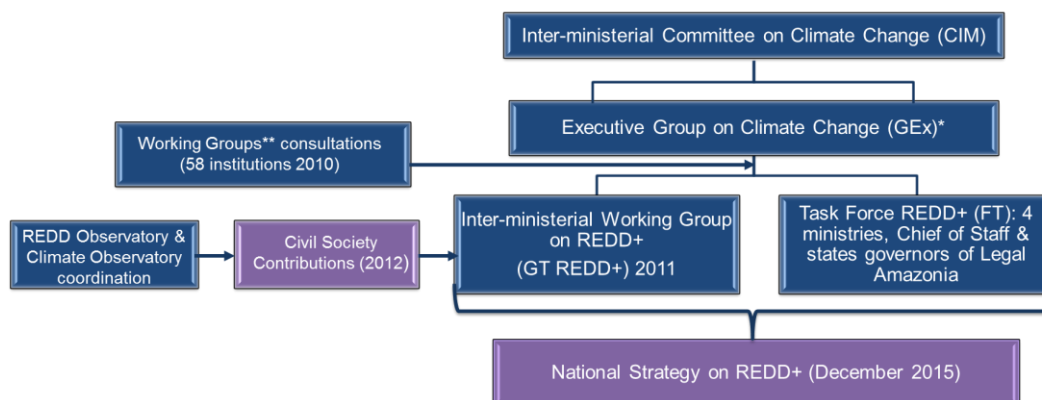 Inter-ministerial Committee on Climate Change (CIM)
Executive Group on Climate Change (GEx)*
Working Groups** consultations
(58 institutions 2010)
REDD Observatory &
Climate Observatory
coordination
Civil Society
Contributions (2012)
Inter-ministerial Working Group
on REDD+
(GT REDD+) 2011
Task Force REDD+ (FT): 4
ministries, Chief of Staff &
states governors of Legal
Amazonia
National Strategy on REDD+ (December 2015)